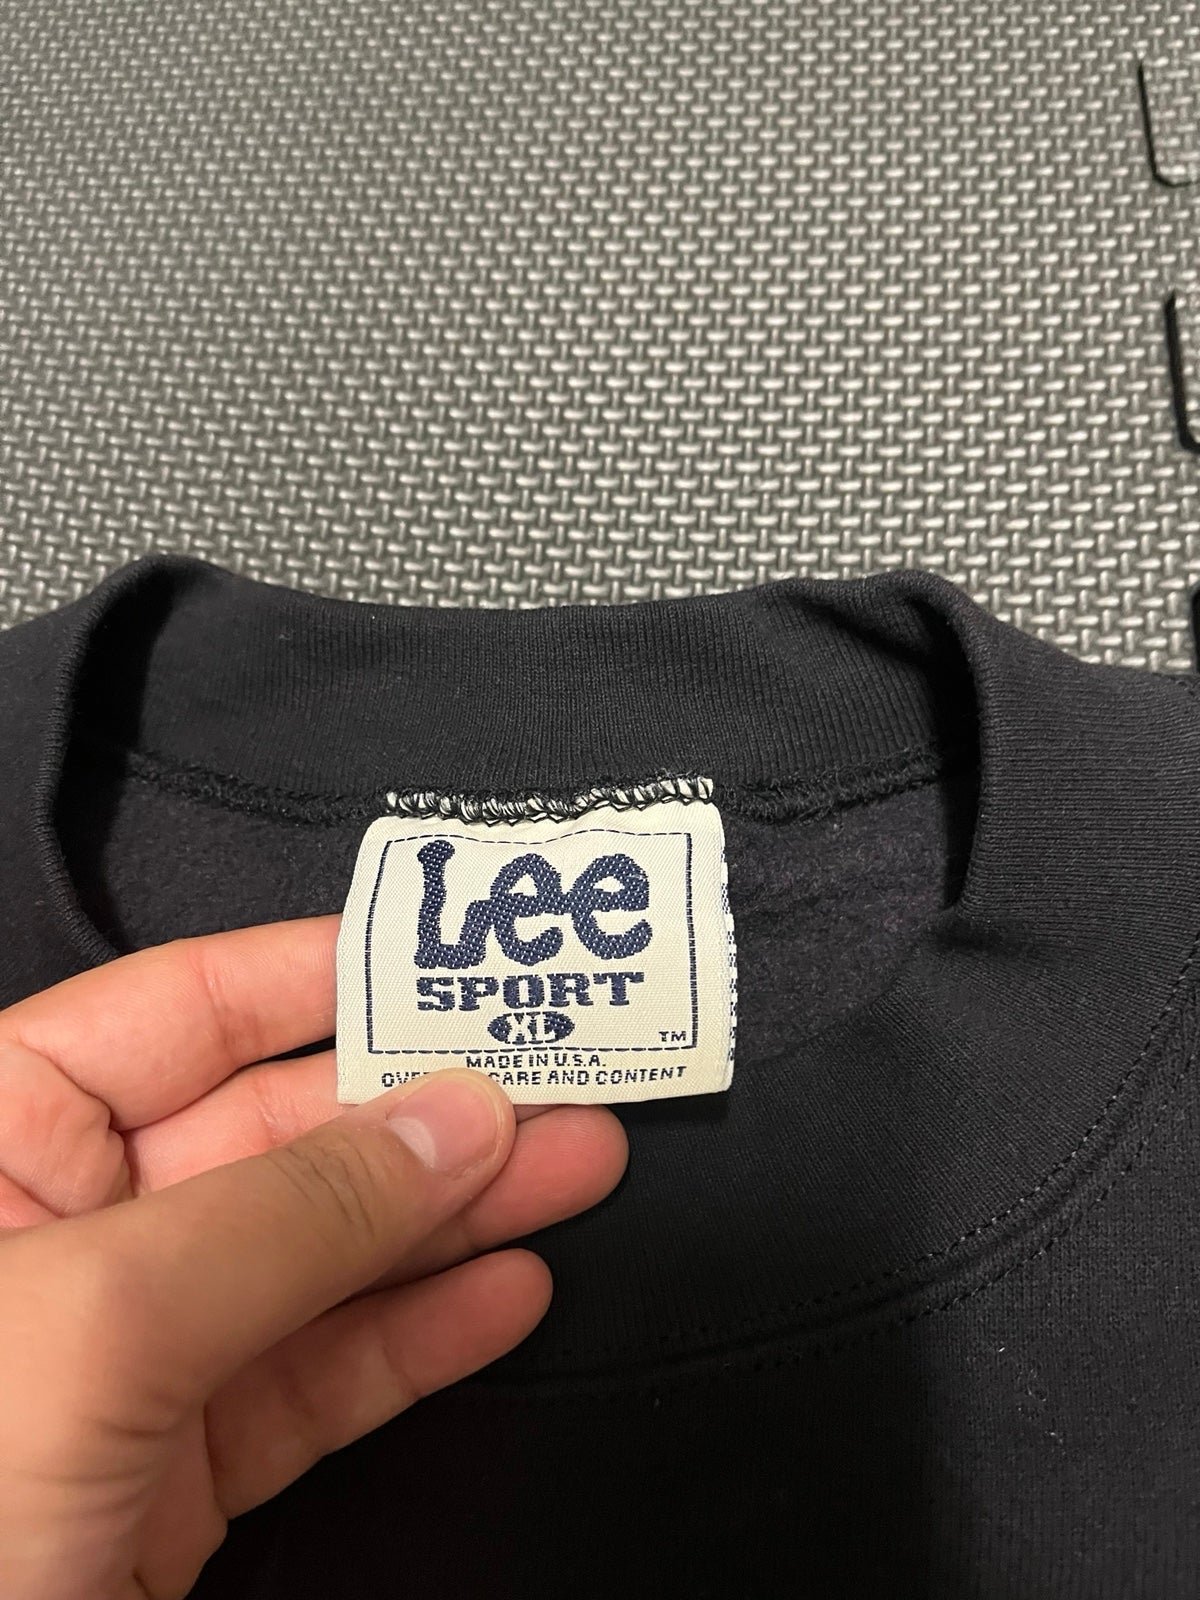 Lee
SPORT
XL
TM
MADE IN U.S.A.
CARE AND CONTENT